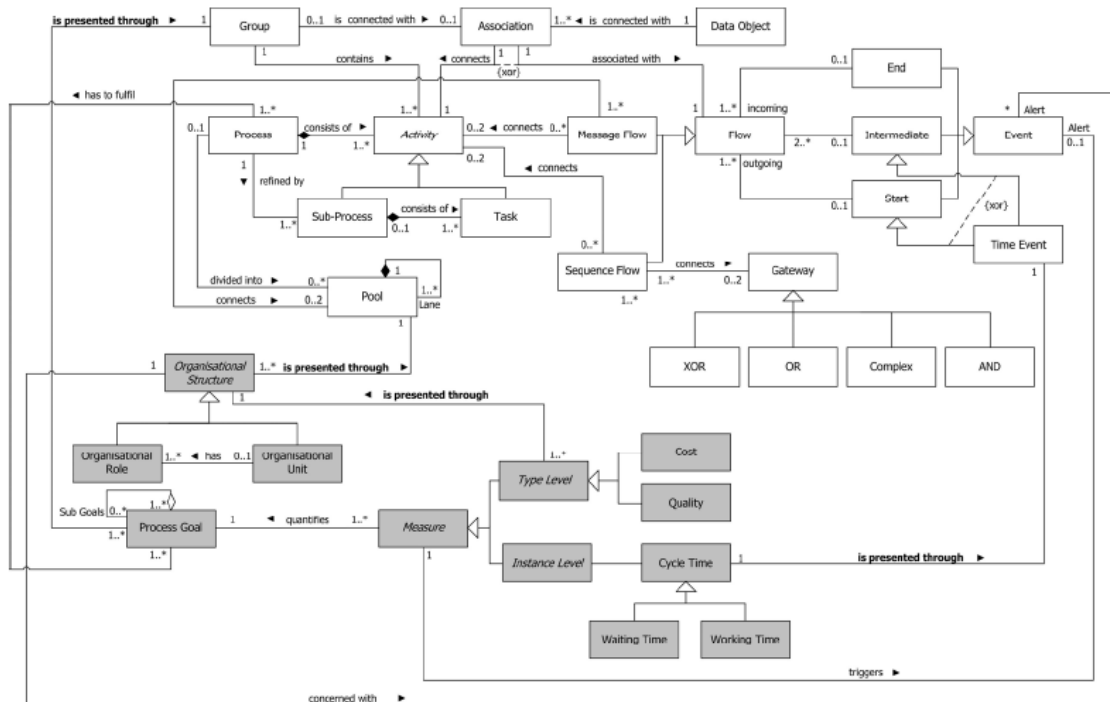 is presented through ► 1 Group 0..1 is connected with ► 0..1 Association 1..* ◄ is connected with 1 Data Object
1 contains ► ◄ connects 1 1 associated with ► 0..1 End
{xor}
◄ has to fulfil
1..* 1..* 1 1..* 1 1..* incoming Alert
0..1 Process consists of ► Activity 0..2 ◄ connects 0..* Message Flow Flow 2..* 0..1 Intermediate * Event Alert
1 1..* 0..2 1..* outgoing 0..1
1 ◄ connects
▼ refined by 0..1 Start {xor}
1..* Sub-Process consists of ► Task
0..1 1..* Time Event
0..* 1
Sequence Flow connects ► Gateway
1..* 1..* 0..2
divided into ► 0..* Pool 1 1..*
connects ► 0..2 Lane
1
XOR OR Complex AND
1 Organisational Structure 1..* is presented through ►
1 ◄ is presented through
Organisational Role 1..* ◄ has 0..1 Organisational Unit
1..* Type Level Cost
Quality
Sub Goals 0..* 1..*
1..* Process Goal 1 ◄ quantifies 1..* Measure
1..* 1
Instance Level Cycle Time 1 is presented through ►
Waiting Time Working Time
triggers ►
concerned with ►